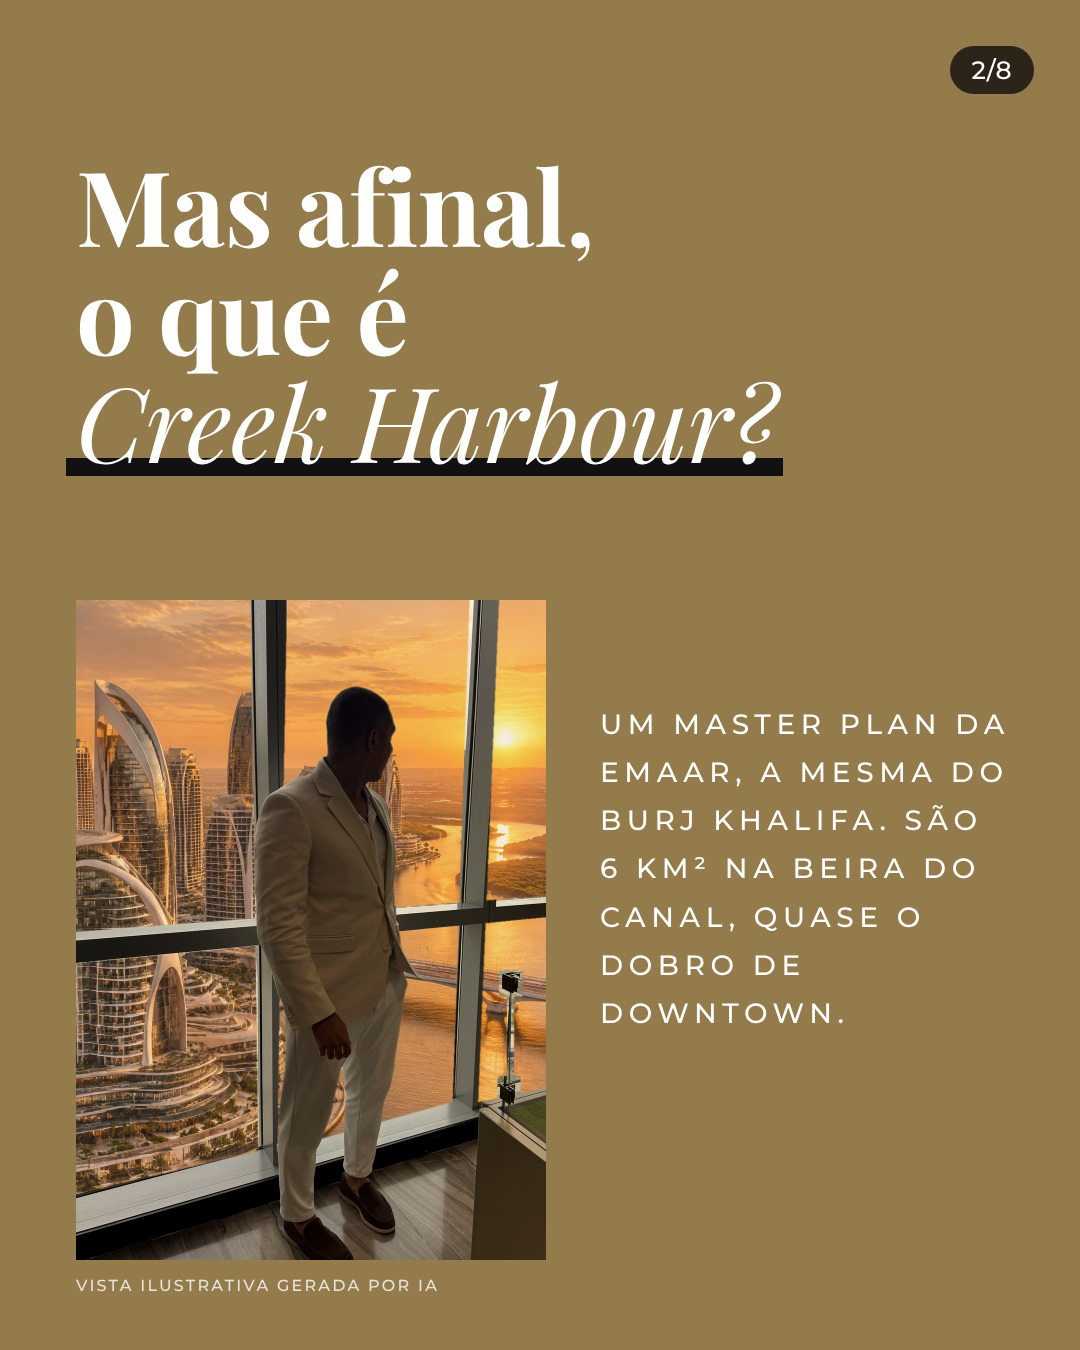 2/8
Mas afinal,
o que é
Creek Harbour?
UM MASTER PLAN DA
EMAAR, A MESMA DO
BURJ KHALIFA. SÃO
6 KM² NA BEIRA DO
CANAL, QUASE O
DOBRO DE
DOWNTOWN.
VISTA ILUSTRATIVA GERADA POR IA